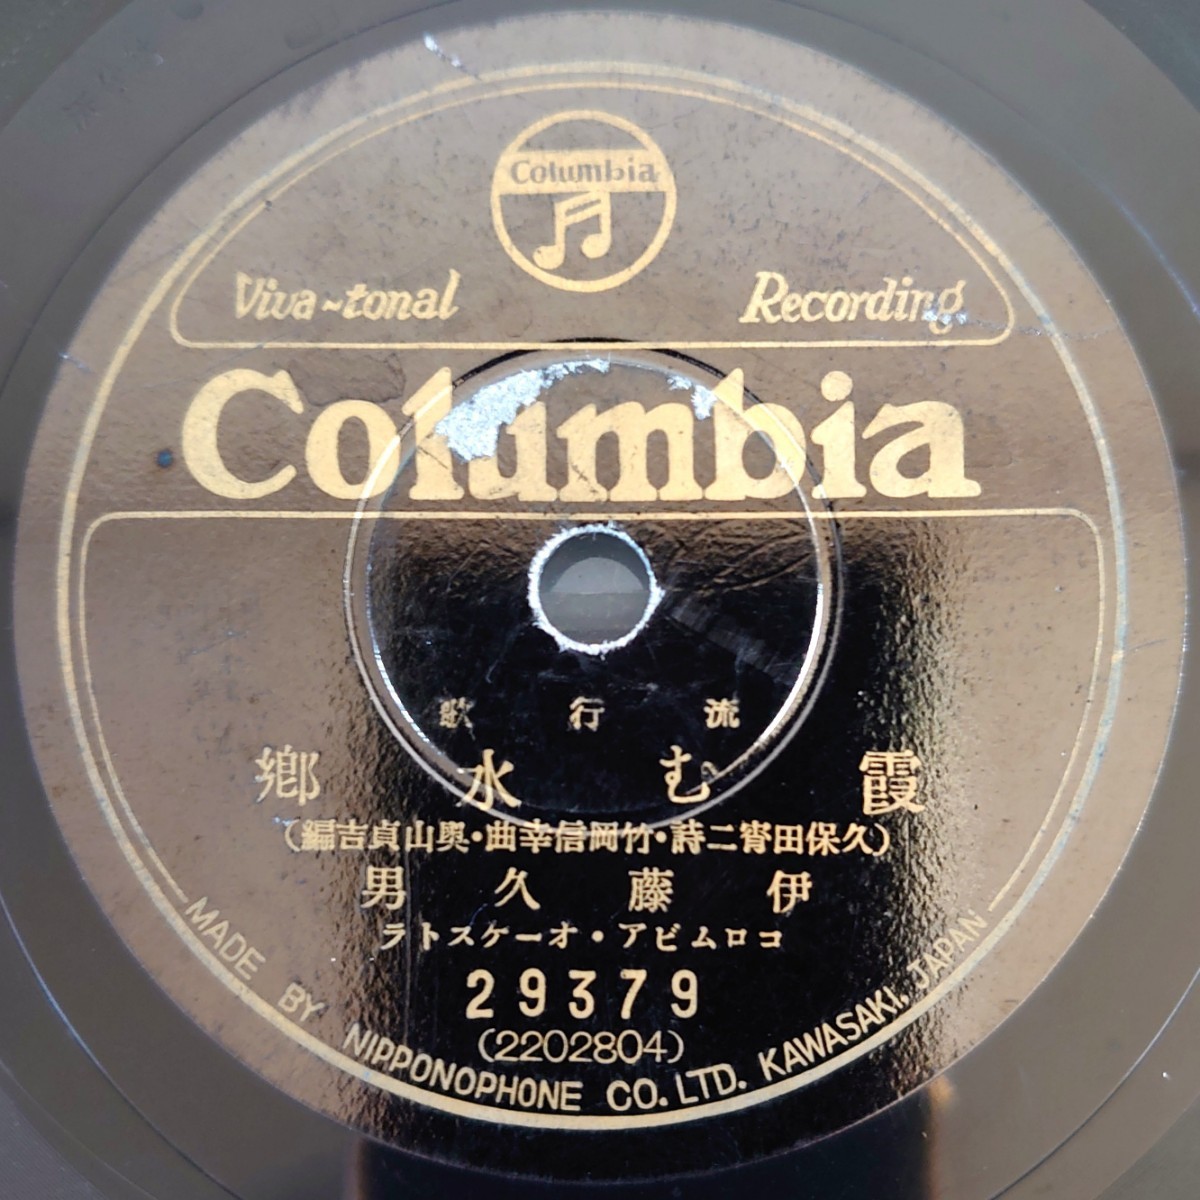 Columbia
Viva-tonal Recording
Columbia
流行歌
霞む水鄕
(久保田宵二詩・竹岡信幸曲・奧山貞吉編)
伊藤久男
コロムビア・オーケストラ
29379
(2202804)
MADE BY NIPPONOPHONE CO. LTD. KAWASAKI, JAPAN